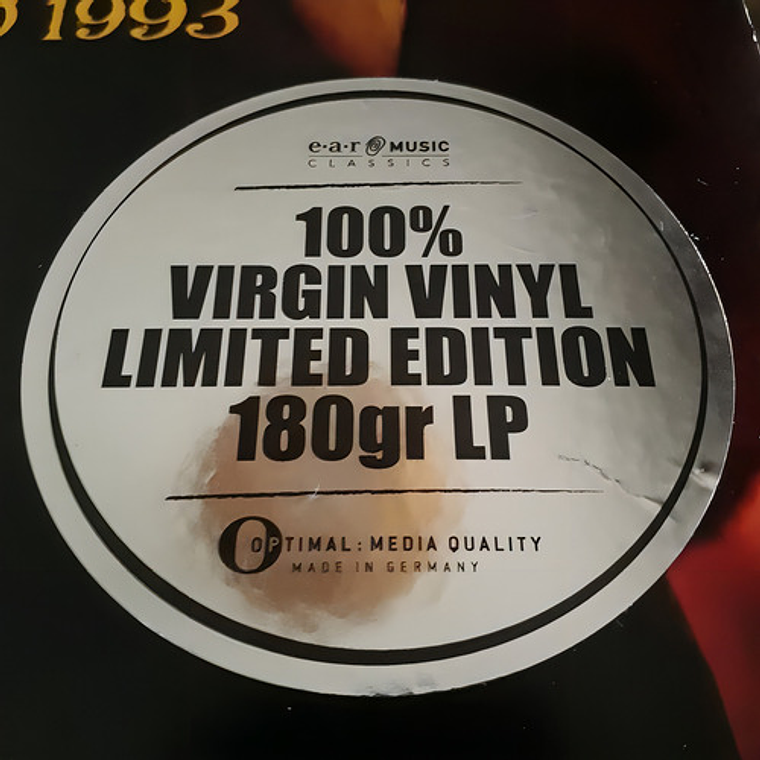 1993
e·a·r MUSIC
CLASSICS
100%
VIRGIN VINYL
LIMITED EDITION
180gr LP
OPTIMAL : MEDIA QUALITY
MADE IN GERMANY